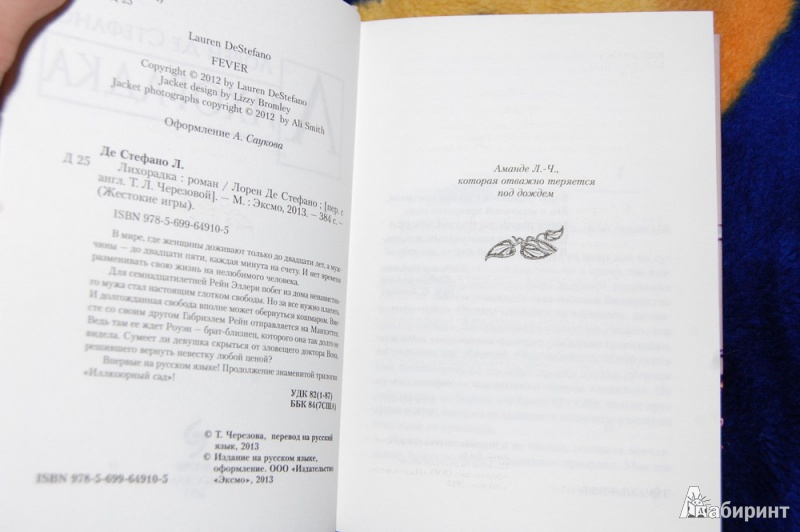 Lauren DeStefano
FEVER
Copyright © 2012 by Lauren DeStefano
Jacket design by Lizzy Bromley
Jacket photographs copyright © 2012 by Ali Smith
Оформление А. Саукова
Де Стефано Л.
Д 25
Лихорадка : роман / Лорен Де Стефано : [пер. с
англ. Т. Л. Черезовой]. – М. : Эксмо, 2013. – 384 с. –
(Жестокие игры).
ISBN 978-5-699-64910-5
В мире, где женщины доживают только до двадцати лет, а муж-
чины – до двадцати пяти, каждая минута на счету. И нет времени
разменивать свою жизнь на нелюбимого человека.
Для семнадцатилетней Рейн Эллери побег из дома ненавистно-
го мужа стал настоящим глотком свободы. Но за все нужно платить.
И долгожданная свобода вполне может обернуться кошмаром. Вме-
сте со своим другом Габриэлем Рейн отправляется на Манхэттен.
Ведь там ее ждет Роуэн – брат-близнец, которого она так долго не
видела. Сумеет ли девушка скрыться от зловещего доктора Вона,
решившего вернуть невестку любой ценой?
Впервые на русском языке! Продолжение знаменитой трилогии
«Иллюзорный сад»!
УДК 82(1-87)
ББК 84(7США)
© Т. Черезова, перевод на русский
язык, 2013
© Издание на русском языке,
оформление. ООО «Издательство
«Эксмо», 2013
ISBN 978-5-699-64910-5
Аманде Л.-Ч.,
которая отважно теряется
под дождем
Лабиринт